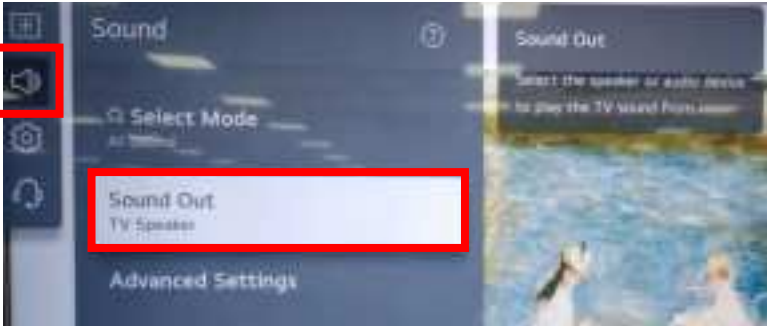 Sound
Select Mode
Sound Out
TV Speaker
Advanced Settings
Sound Out
Select the speaker or audio device
to play the TV sound from